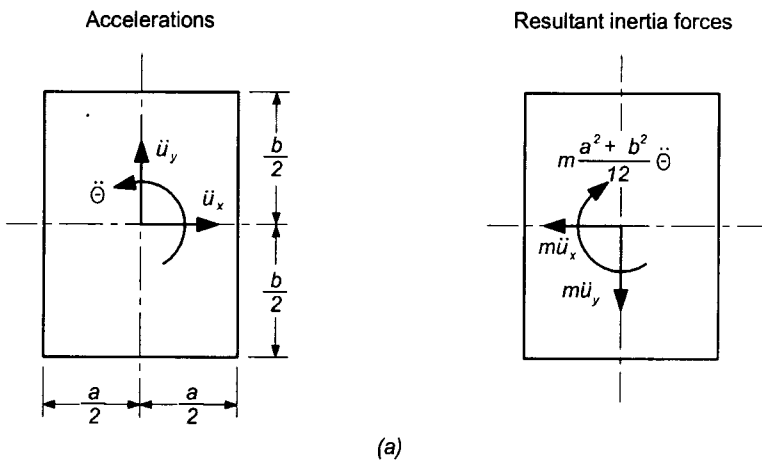 Accelerations
Resultant inertia forces
ü_y
Θ̈
ü_x
b/2
b/2
a/2
a/2
m (a² + b²)/12 Θ̈
mü_x
mü_y
(a)